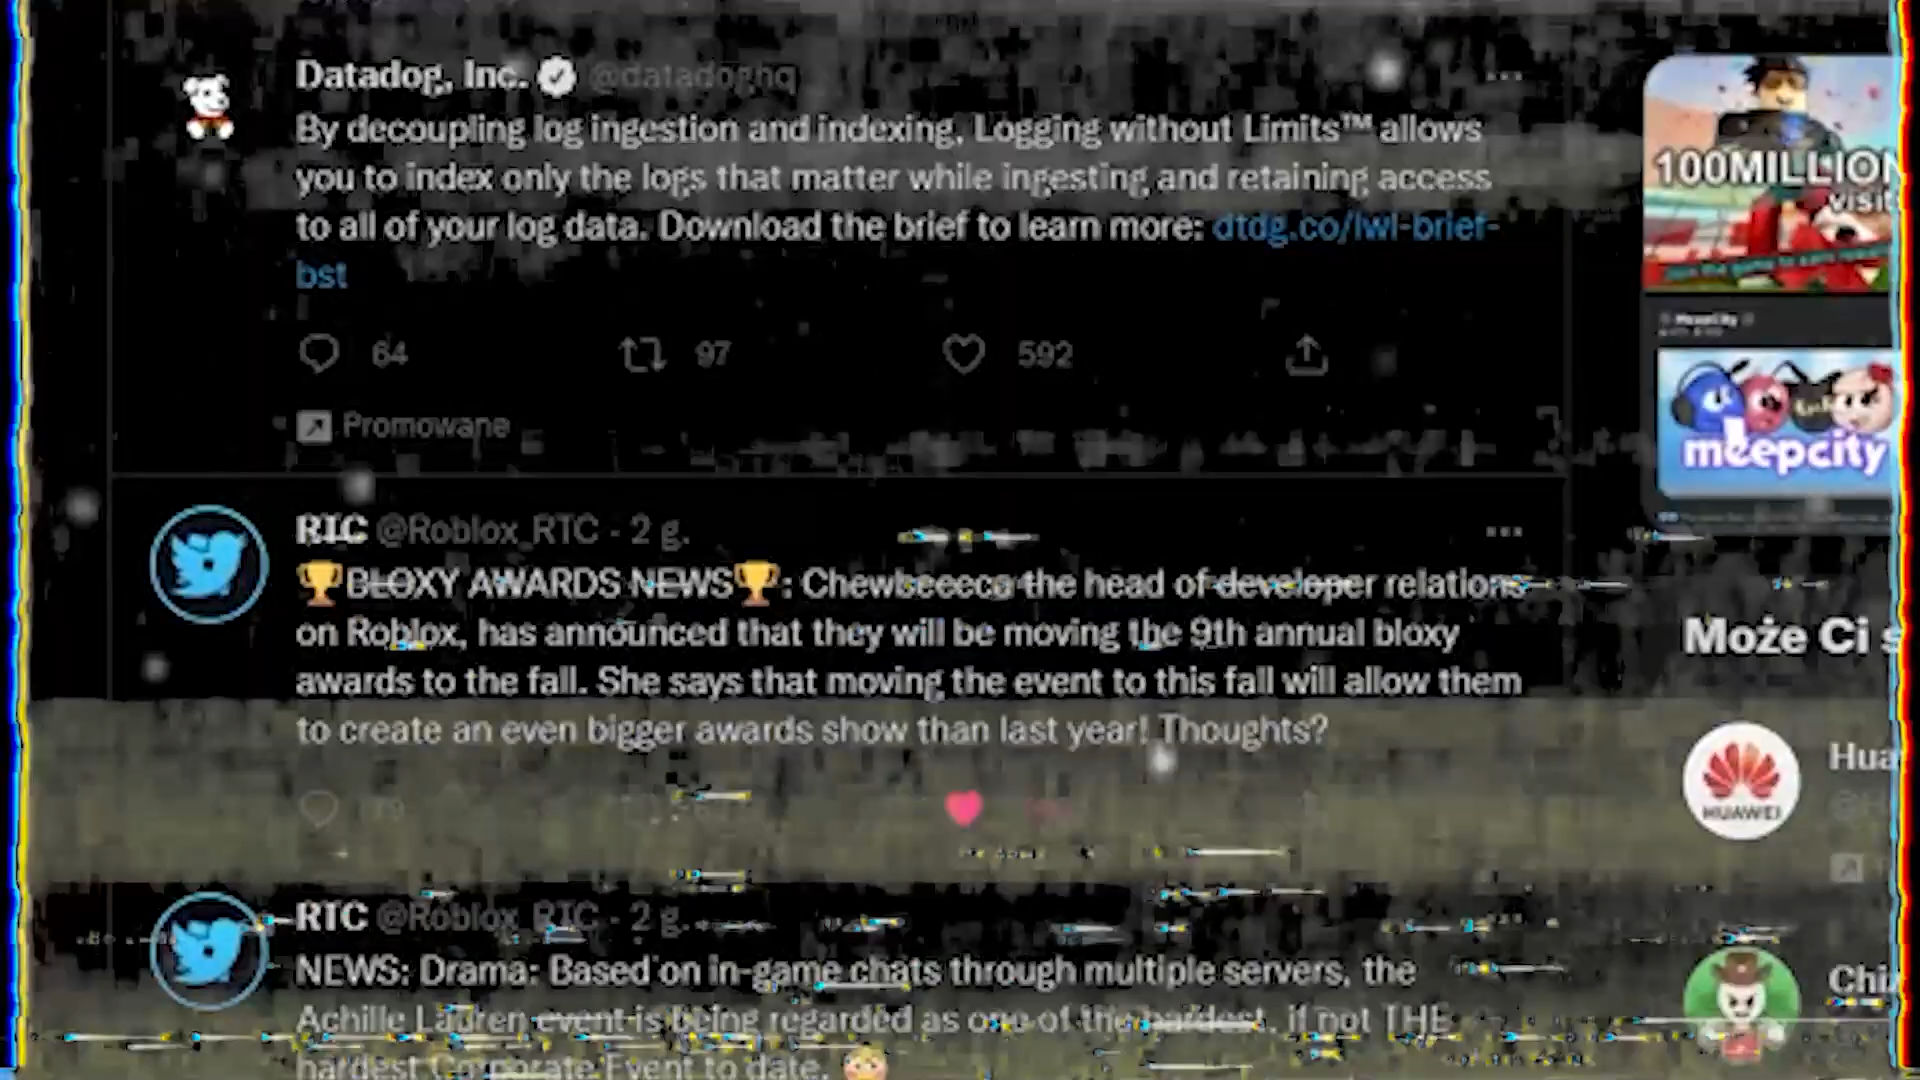 Datadog, Inc. @datadoghq
By decoupling log ingestion and indexing, Logging without Limits™ allows
you to index only the logs that matter while ingesting and retaining access
to all of your log data. Download the brief to learn more: dtdg.co/lwl-brief-
bst
64 97 592
Promowane
100MILLION
visit
meepcity
RTC @Roblox_RTC · 2 g.
🏆BLOXY AWARDS NEWS🏆: Chewbeeeca the head of developer relations
on Roblox, has announced that they will be moving the 9th annual bloxy
awards to the fall. She says that moving the event to this fall will allow them
to create an even bigger awards show than last year! Thoughts?
Może Ci s
Hua
HUAWEI
RTC @Roblox_RTC · 2 g.
NEWS: Drama: Based on in-game chats through multiple servers, the
Achille Lauren event is being regarded as one of the hardest, if not THE
hardest Corporate Event to date.
Chi